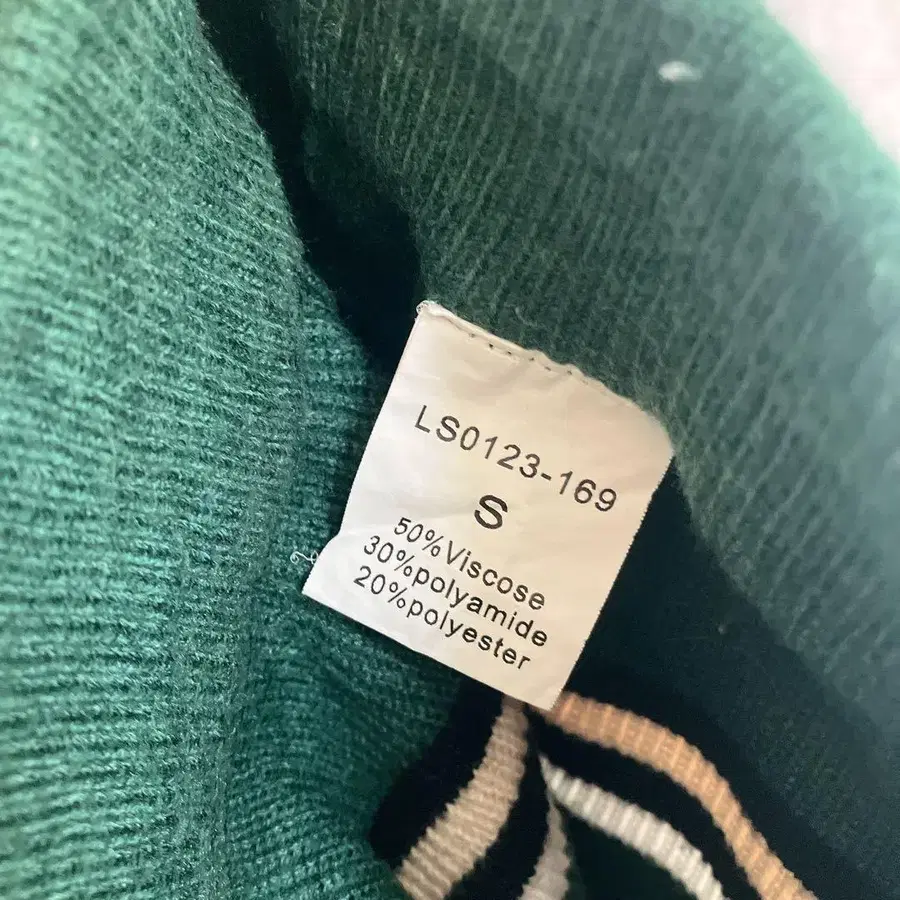 LS0123-169
S
50%Viscose
30%polyamide
20%polyester